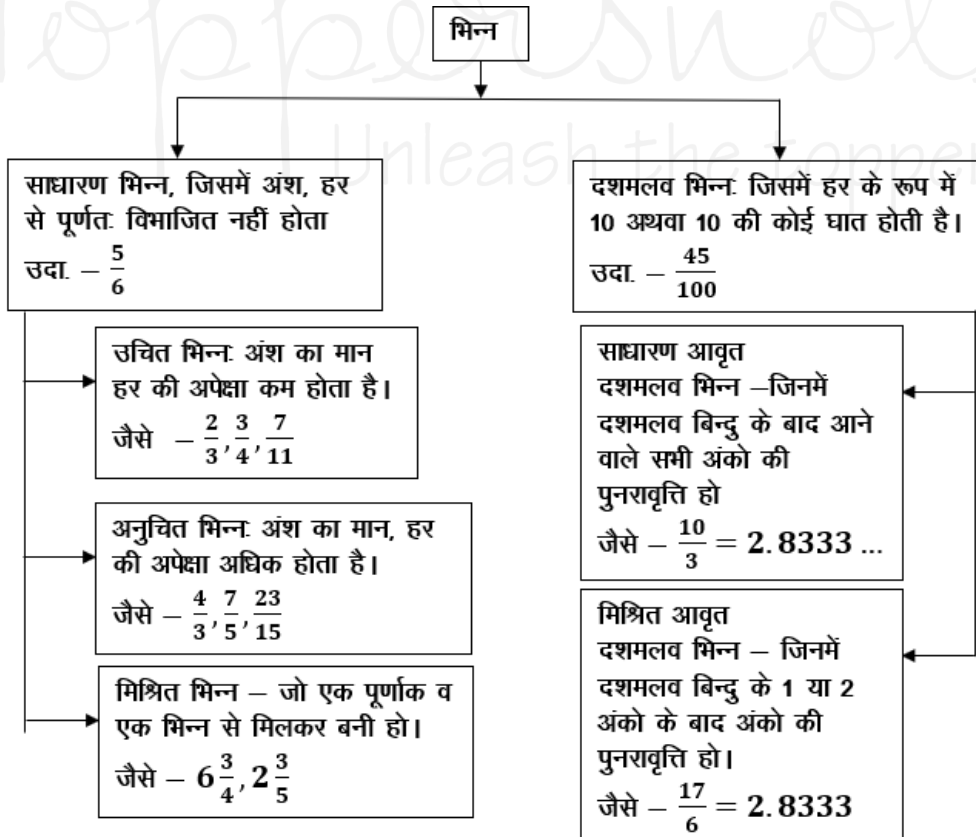 भिन्न
साधारण भिन्न, जिसमें अंश, हर
से पूर्णत: विभाजित नहीं होता
उदा. – 5/6
उचित भिन्न: अंश का मान
हर की अपेक्षा कम होता है।
जैसे – 2/3, 3/4, 7/11
अनुचित भिन्न: अंश का मान, हर
की अपेक्षा अधिक होता है।
जैसे – 4/3, 7/5, 23/15
मिश्रित भिन्न – जो एक पूर्णाक व
एक भिन्न से मिलकर बनी हो।
जैसे – 6 3/4, 2 3/5
दशमलव भिन्न: जिसमें हर के रूप में
10 अथवा 10 की कोई घात होती है।
उदा. – 45/100
साधारण आवृत
दशमलव भिन्न –जिनमें
दशमलव बिन्दु के बाद आने
वाले सभी अंको की
पुनरावृत्ति हो
जैसे – 10/3 = 2.8333 ...
मिश्रित आवृत
दशमलव भिन्न – जिनमें
दशमलव बिन्दु के 1 या 2
अंको के बाद अंको की
पुनरावृत्ति हो।
जैसे – 17/6 = 2.8333
Unleash the topper